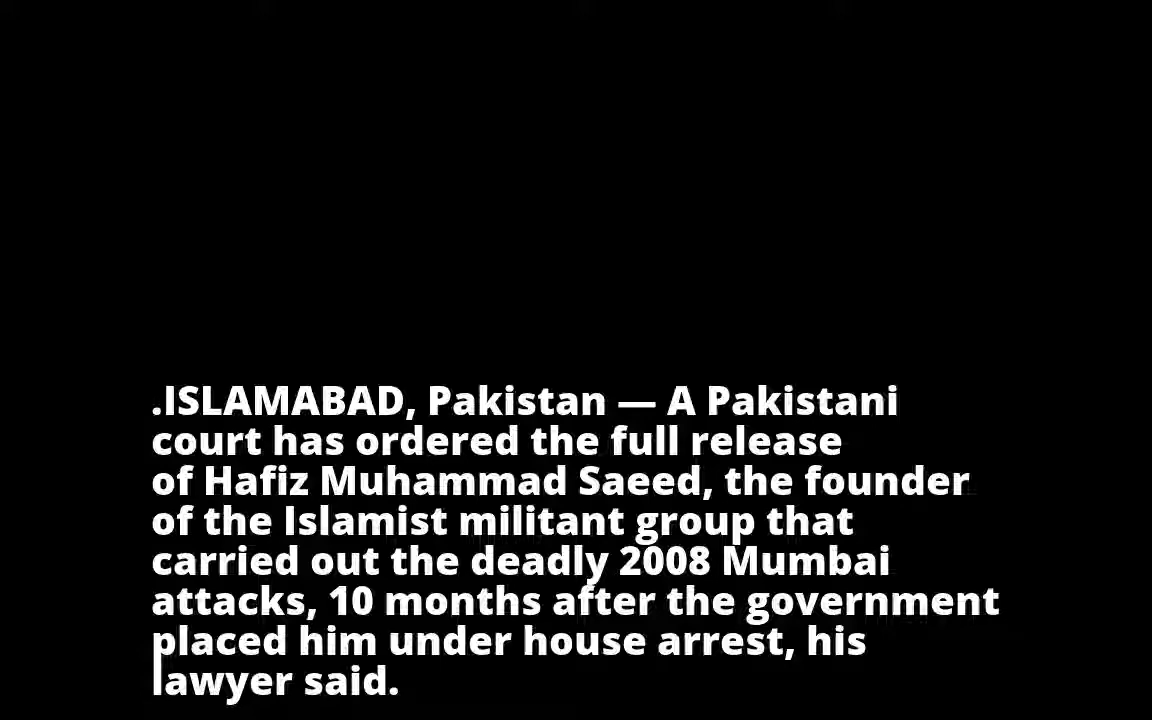 .ISLAMABAD, Pakistan — A Pakistani
court has ordered the full release
of Hafiz Muhammad Saeed, the founder
of the Islamist militant group that
carried out the deadly 2008 Mumbai
attacks, 10 months after the government
placed him under house arrest, his
lawyer said.